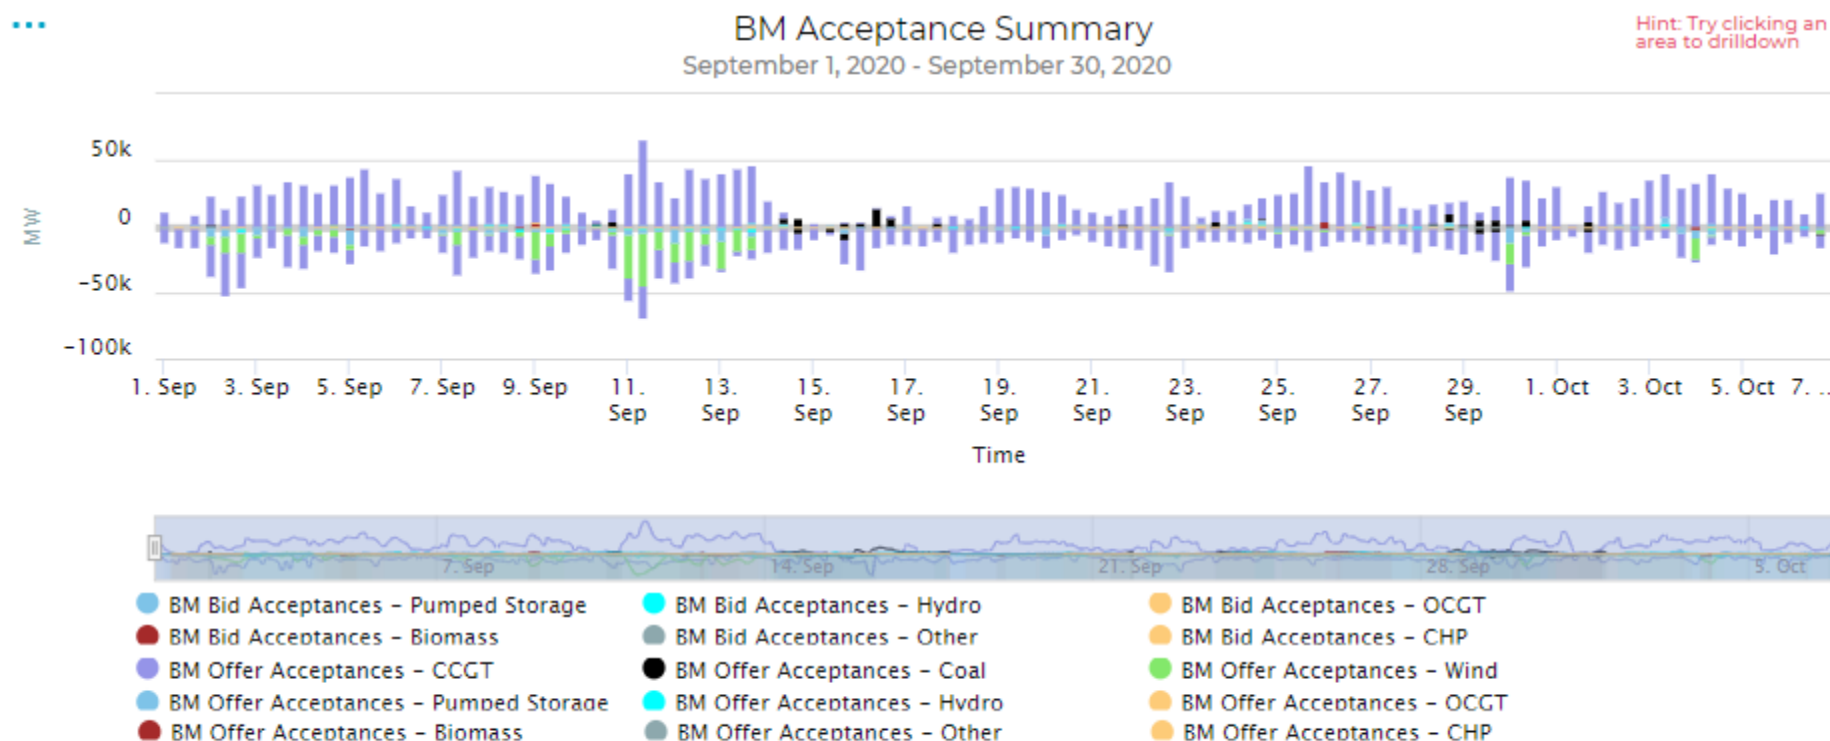 BM Acceptance Summary
September 1, 2020 - September 30, 2020
Hint: Try clicking an
area to drilldown
MW
50k
0
-50k
-100k
1. Sep 3. Sep 5. Sep 7. Sep 9. Sep 11. Sep 13. Sep 15. Sep 17. Sep 19. Sep 21. Sep 23. Sep 25. Sep 27. Sep 29. Sep 1. Oct 3. Oct 5. Oct 7. ..
Time
7. Sep 14. Sep 21. Sep 28. Sep 5. Oct
BM Bid Acceptances - Pumped Storage BM Bid Acceptances - Hydro BM Bid Acceptances - OCGT
BM Bid Acceptances - Biomass BM Bid Acceptances - Other BM Bid Acceptances - CHP
BM Offer Acceptances - CCGT BM Offer Acceptances - Coal BM Offer Acceptances - Wind
BM Offer Acceptances - Pumped Storage BM Offer Acceptances - Hydro BM Offer Acceptances - OCGT
BM Offer Acceptances - Biomass BM Offer Acceptances - Other BM Offer Acceptances - CHP